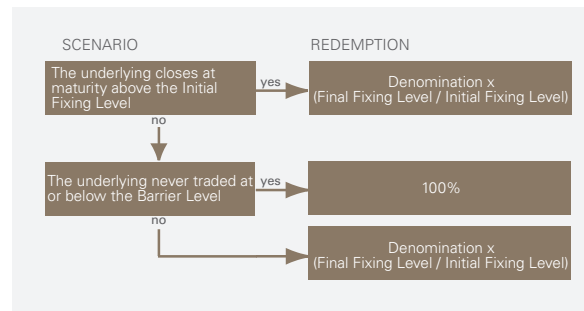 SCENARIO
REDEMPTION
The underlying closes at
maturity above the Initial
Fixing Level
yes
Denomination x
(Final Fixing Level / Initial Fixing Level)
no
The underlying never traded at
or below the Barrier Level
yes
100%
no
Denomination x
(Final Fixing Level / Initial Fixing Level)